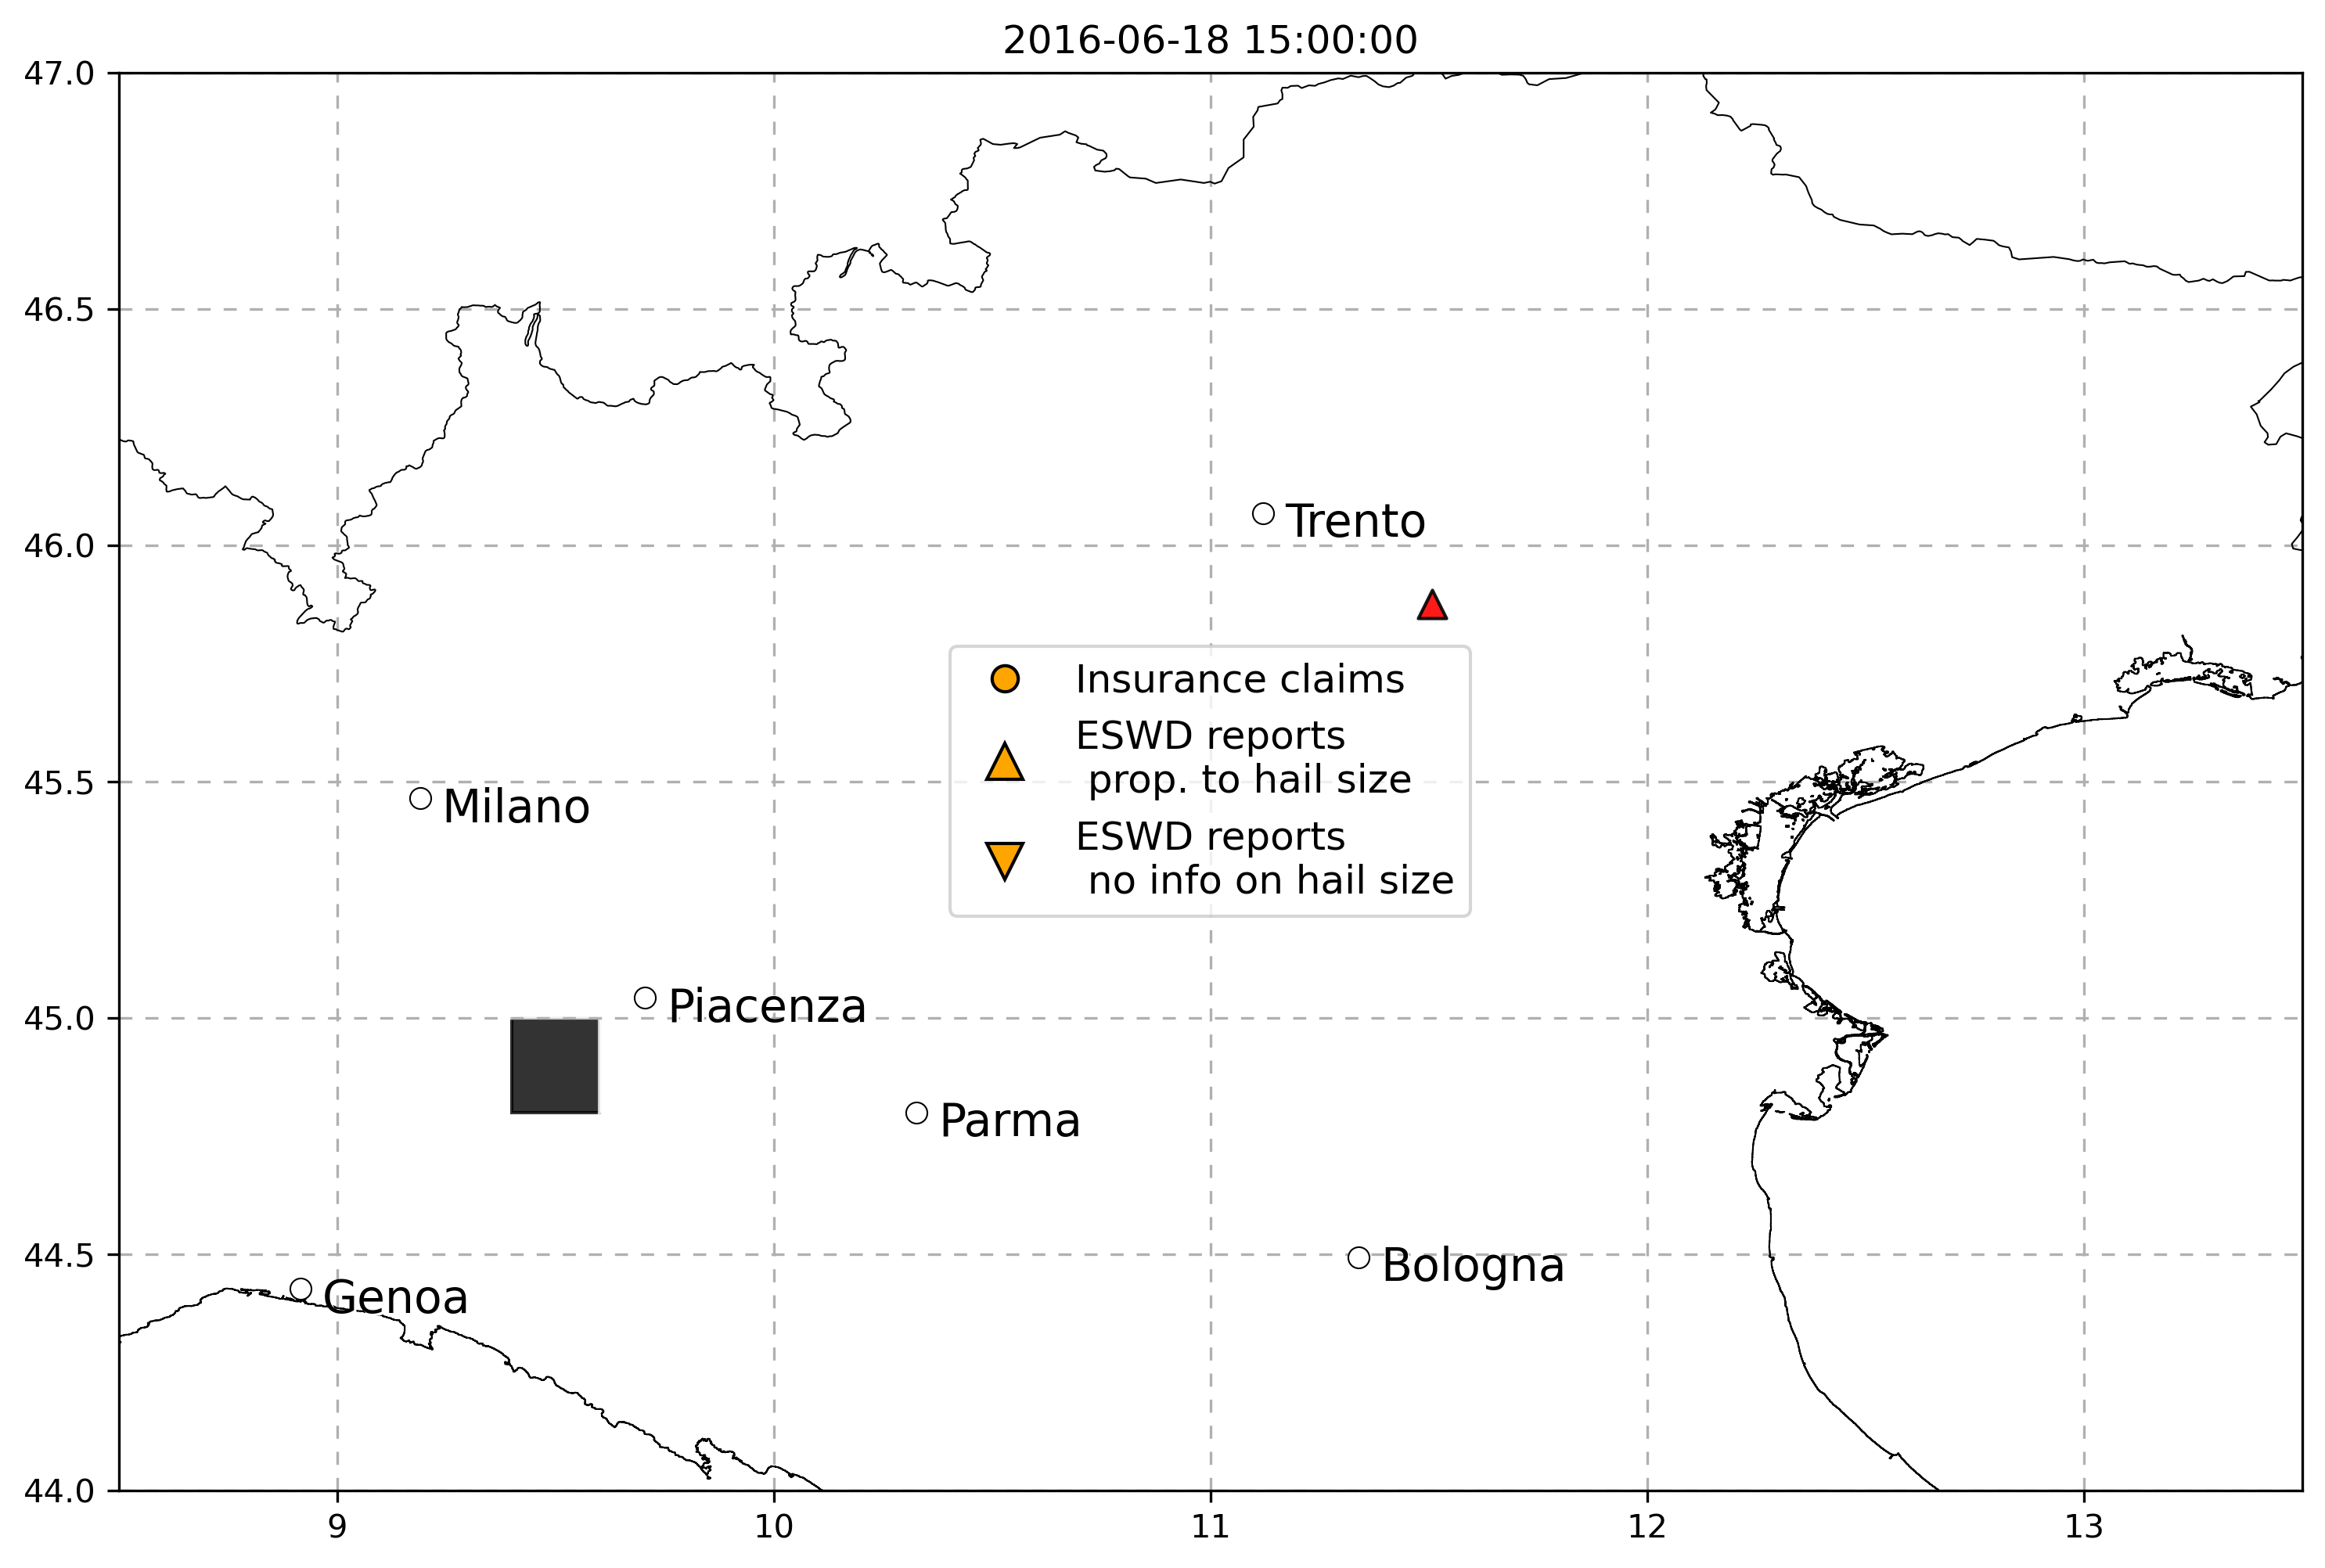 2016-06-18 15:00:00
47.0
46.5
46.0
45.5
45.0
44.5
44.0
Trento
Insurance claims
ESWD reports
prop. to hail size
ESWD reports
no info on hail size
Milano
Piacenza
Parma
Bologna
Genoa
9 10 11 12 13